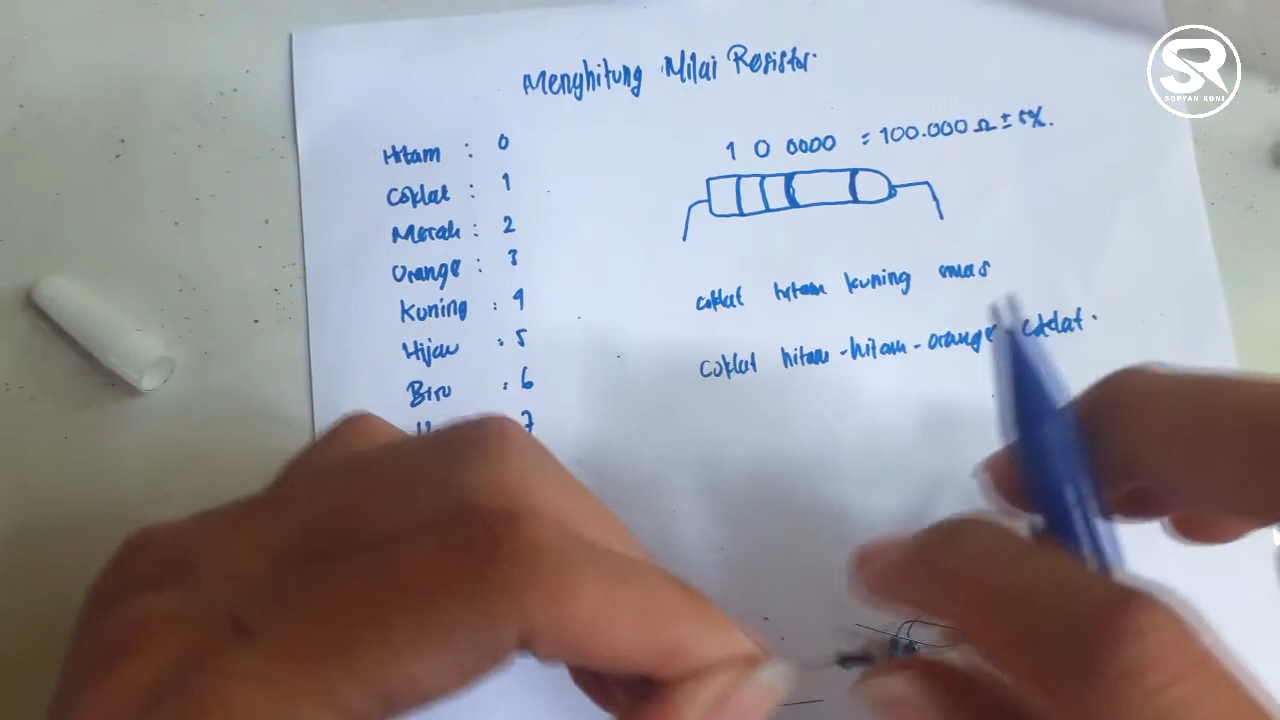 Menghitung Nilai Resistor.
Hitam : 0
Coklat : 1
Merah : 2
Orange : 3
Kuning : 4
Hijau : 5
Biru : 6
7
1 0 0000 = 100.000 Ω ± 5%.
coklat hitam kuning emas
coklat hitam - hitam - orange coklat.
SR
SOPYAN RONI